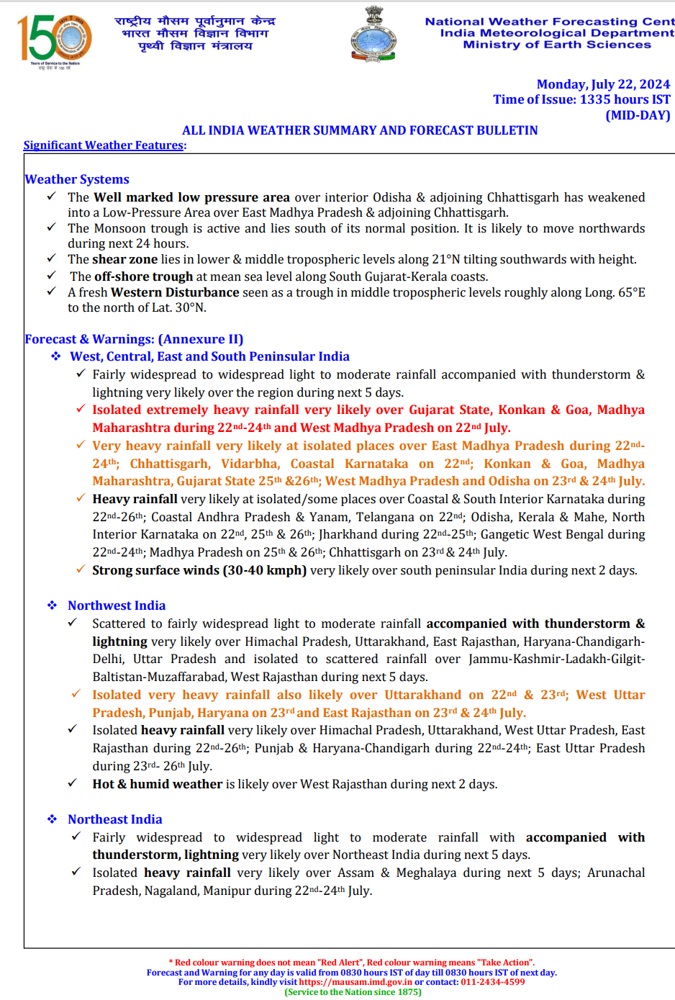 150
Years of Service to the Nation
राष्ट्र सेवा के 150 वर्ष
राष्ट्रीय मौसम पूर्वानुमान केन्द्र
भारत मौसम विज्ञान विभाग
पृथ्वी विज्ञान मंत्रालय
National Weather Forecasting Cent
India Meteorological Department
Ministry of Earth Sciences
Monday, July 22, 2024
Time of Issue: 1335 hours IST
(MID-DAY)
ALL INDIA WEATHER SUMMARY AND FORECAST BULLETIN
Significant Weather Features:
Weather Systems
✓ The Well marked low pressure area over interior Odisha & adjoining Chhattisgarh has weakened
into a Low-Pressure Area over East Madhya Pradesh & adjoining Chhattisgarh.
✓ The Monsoon trough is active and lies south of its normal position. It is likely to move northwards
during next 24 hours.
✓ The shear zone lies in lower & middle tropospheric levels along 21°N tilting southwards with height.
✓ The off-shore trough at mean sea level along South Gujarat-Kerala coasts.
✓ A fresh Western Disturbance seen as a trough in middle tropospheric levels roughly along Long. 65°E
to the north of Lat. 30°N.
Forecast & Warnings: (Annexure II)
❖ West, Central, East and South Peninsular India
✓ Fairly widespread to widespread light to moderate rainfall accompanied with thunderstorm &
lightning very likely over the region during next 5 days.
✓ Isolated extremely heavy rainfall very likely over Gujarat State, Konkan & Goa, Madhya
Maharashtra during 22nd-24th and West Madhya Pradesh on 22nd July.
✓ Very heavy rainfall very likely at isolated places over East Madhya Pradesh during 22nd-
24th; Chhattisgarh, Vidarbha, Coastal Karnataka on 22nd; Konkan & Goa, Madhya
Maharashtra, Gujarat State 25th &26th; West Madhya Pradesh and Odisha on 23rd & 24th July.
✓ Heavy rainfall very likely at isolated/some places over Coastal & South Interior Karnataka during
22nd-26th; Coastal Andhra Pradesh & Yanam, Telangana on 22nd; Odisha, Kerala & Mahe, North
Interior Karnataka on 22nd, 25th & 26th; Jharkhand during 22nd-25th; Gangetic West Bengal during
22nd-24th; Madhya Pradesh on 25th & 26th; Chhattisgarh on 23rd & 24th July.
✓ Strong surface winds (30-40 kmph) very likely over south peninsular India during next 2 days.
❖ Northwest India
✓ Scattered to fairly widespread light to moderate rainfall accompanied with thunderstorm &
lightning very likely over Himachal Pradesh, Uttarakhand, East Rajasthan, Haryana-Chandigarh-
Delhi, Uttar Pradesh and isolated to scattered rainfall over Jammu-Kashmir-Ladakh-Gilgit-
Baltistan-Muzaffarabad, West Rajasthan during next 5 days.
✓ Isolated very heavy rainfall also likely over Uttarakhand on 22nd & 23rd; West Uttar
Pradesh, Punjab, Haryana on 23rd and East Rajasthan on 23rd & 24th July.
✓ Isolated heavy rainfall very likely over Himachal Pradesh, Uttarakhand, West Uttar Pradesh, East
Rajasthan during 22nd-26th; Punjab & Haryana-Chandigarh during 22nd-24th; East Uttar Pradesh
during 23rd- 26th July.
✓ Hot & humid weather is likely over West Rajasthan during next 2 days.
❖ Northeast India
✓ Fairly widespread to widespread light to moderate rainfall with accompanied with
thunderstorm, lightning very likely over Northeast India during next 5 days.
✓ Isolated heavy rainfall very likely over Assam & Meghalaya during next 5 days; Arunachal
Pradesh, Nagaland, Manipur during 22nd-24th July.
* Red colour warning does not mean "Red Alert", Red colour warning means "Take Action".
Forecast and Warning for any day is valid from 0830 hours IST of day till 0830 hours IST of next day.
For more details, kindly visit https://mausam.imd.gov.in or contact: 011-2434-4599
(Service to the Nation since 1875)